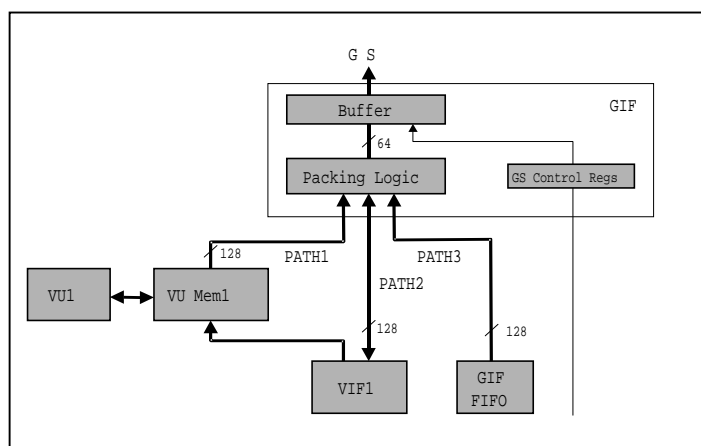 G S
Buffer
GIF
64
Packing Logic
GS Control Regs
128
PATH1
PATH3
PATH2
VU1
VU Mem1
128
128
VIF1
GIF
FIFO